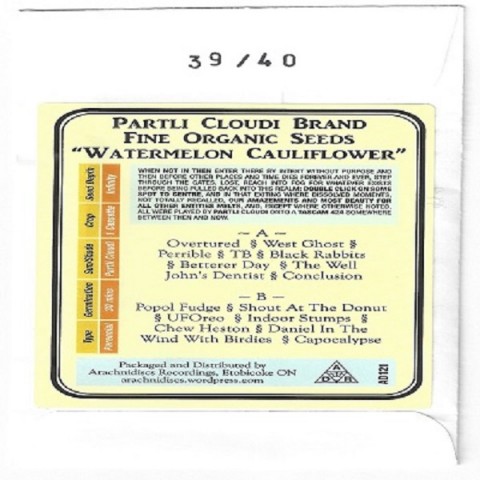 39/40
PARTLI CLOUDI BRAND
FINE ORGANIC SEEDS
"WATERMELON CAULIFLOWER"
WHEN NOT IN THEN ENTER THERE BY INTENT WITHOUT PURPOSE AND
THEN BEFORE OTHER PLACES AND TIME DIES FOREVER AND EVER, STEP
THROUGH THE GATES, LOSE, REACH INTO FOG FOR WHATEVER EXISTS
BEFORE BEING PULLED BACK INTO THIS REALM: DOUBLE CLICK ON SOME
SPOT TO CENTRE, AND IN THAT EXITING WHERE DISSOLVED MOMENTS,
NOT TOTALLY RECALLED, OUR AMAZEMENTS AND MOST BEAUTY FOR
ALL OTHER ENTITIES MELTS, AND, EXCEPT WHERE OTHERWISE NOTED,
ALL WERE PLAYED BY PARTLI CLOUDI ONTO A TASCAM 424 SOMEWHERE
BETWEEN THEN AND NOW.
Type Germination Sun/Shade Crop Seed Depth
Perennial 30 mins Partli Cloudi 1 Cassette Infinity
~ A ~
Overtured § West Ghost §
Perrible § TB § Black Rabbits
§ Betterer Day § The Well
John's Dentist § Conclusion
~ B ~
Popol Fudge § Shout At The Donut
§ UFOreo § Indoor Stumps §§
Chew Heston § Daniel In The
Wind With Birdies § Capocalypse
Packaged and Distributed by
Arachnidiscs Recordings, Etobicoke ON
arachnidiscs.wordpress.com
AD121